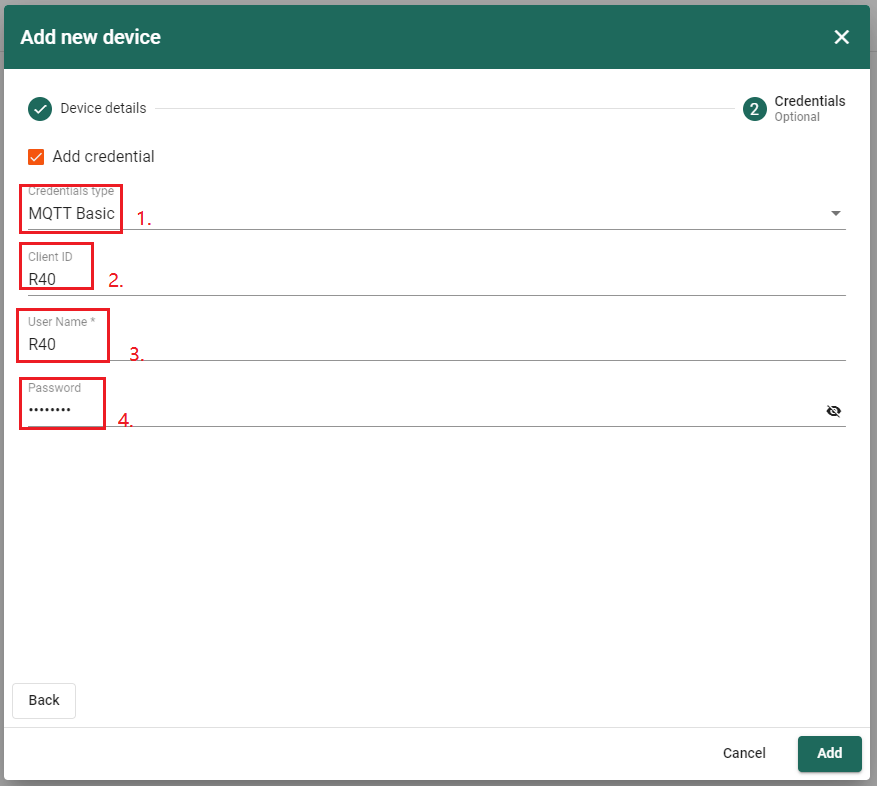 Add new device
Device details
2 Credentials
Optional
Add credential
Credentials type
MQTT Basic
1.
Client ID
R40
2.
User Name *
R40
3.
Password
••••••••
4.
Back
Cancel
Add